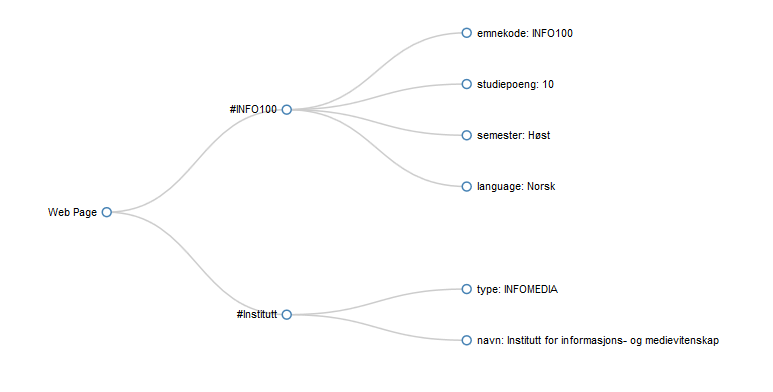 Web Page
#INFO100
emnekode: INFO100
studiepoeng: 10
semester: Høst
language: Norsk
#Institutt
type: INFOMEDIA
navn: Institutt for informasjons- og medievitenskap